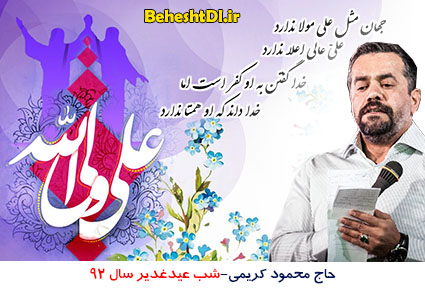 BeheshtDl.ir
جهان مثل علی مولا ندارد
علیّ عالی اعلا ندارد
خدا گفتن به او کفر است اما
خدا داند که او همتا ندارد
علی ولی الله
حاج محمود کریمی-شب عیدغدیر سال ۹۲